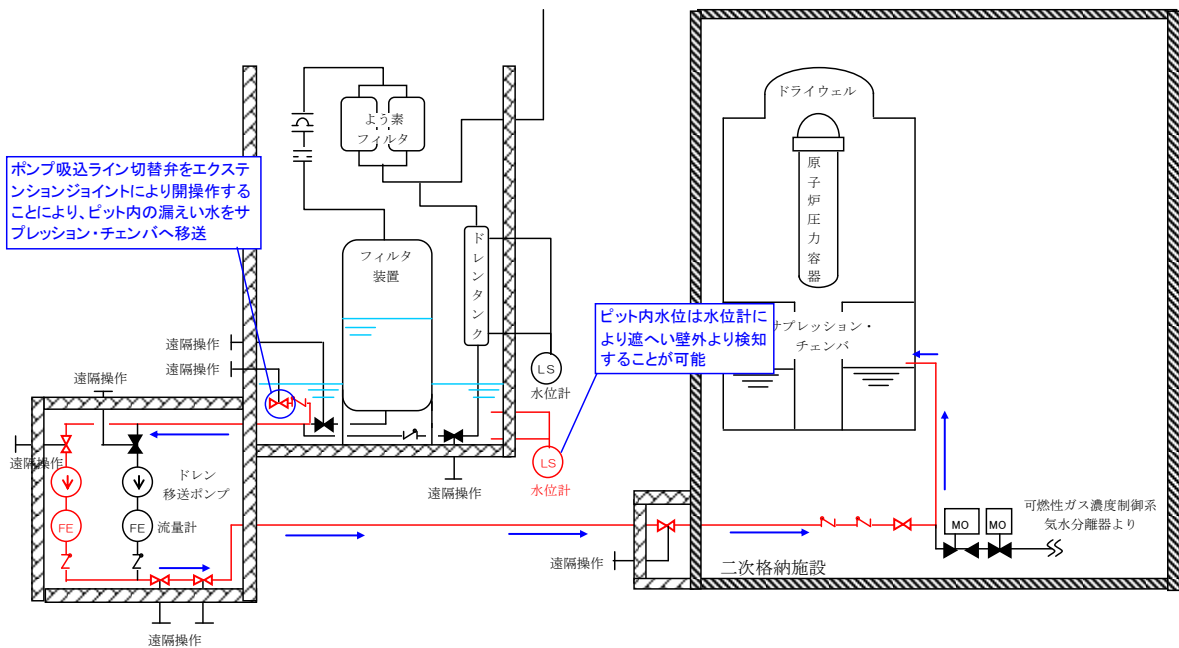 ドライウェル
よう素
フィルタ
原子炉圧力容器
ポンプ吸込ライン切替弁をエクステ
ンションジョイントにより開操作する
ことにより、ピット内の漏えい水をサ
プレッション・チェンバへ移送
フィルタ
装置
ドレンタンク
ピット内水位は水位計に
より遮へい壁外より検知
することが可能
サプレッション・
チェンバ
遠隔操作
遠隔操作
LS
水位計
遠隔操作
LS
水位計
遠隔操作
ドレン
移送ポンプ
遠隔操作
FE
FE
流量計
可燃性ガス濃度制御系
気水分離器より
MO
MO
遠隔操作
二次格納施設
遠隔操作